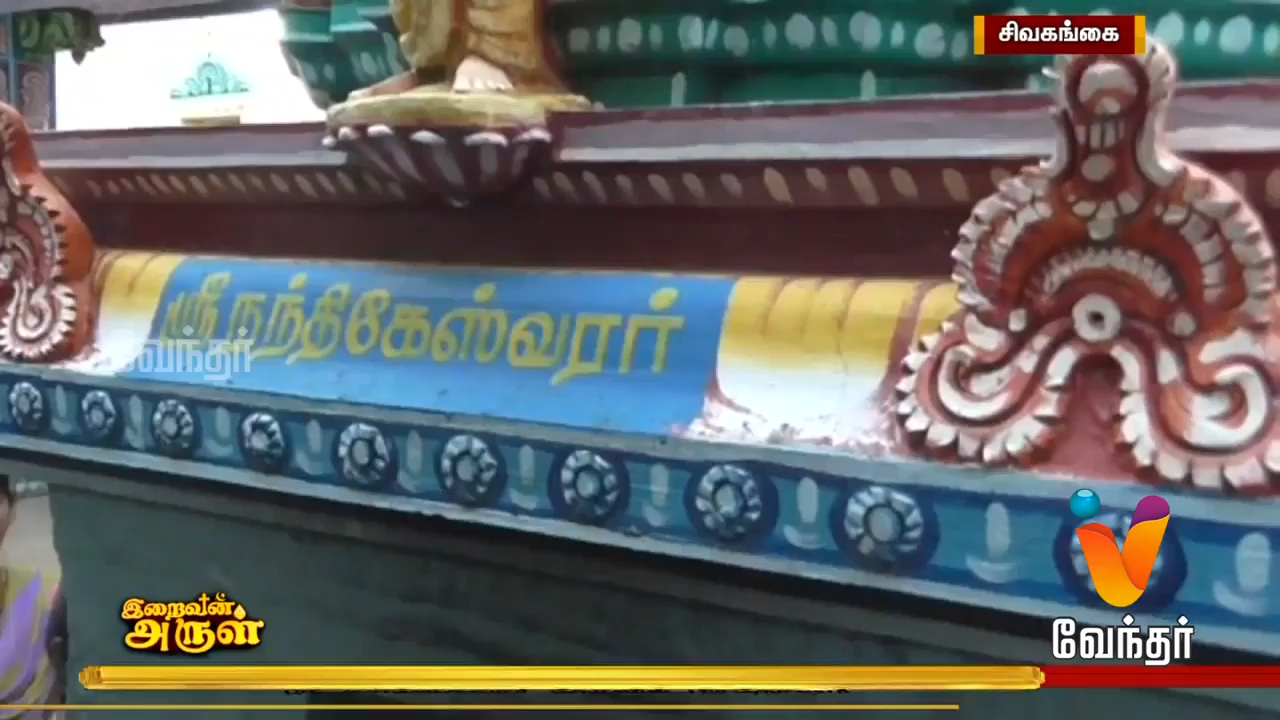 சிவகங்கை
ஸ்ரீ நந்திகேஸ்வரர்
வேந்தர்
இறைவன்
அருள்
வேந்தர்